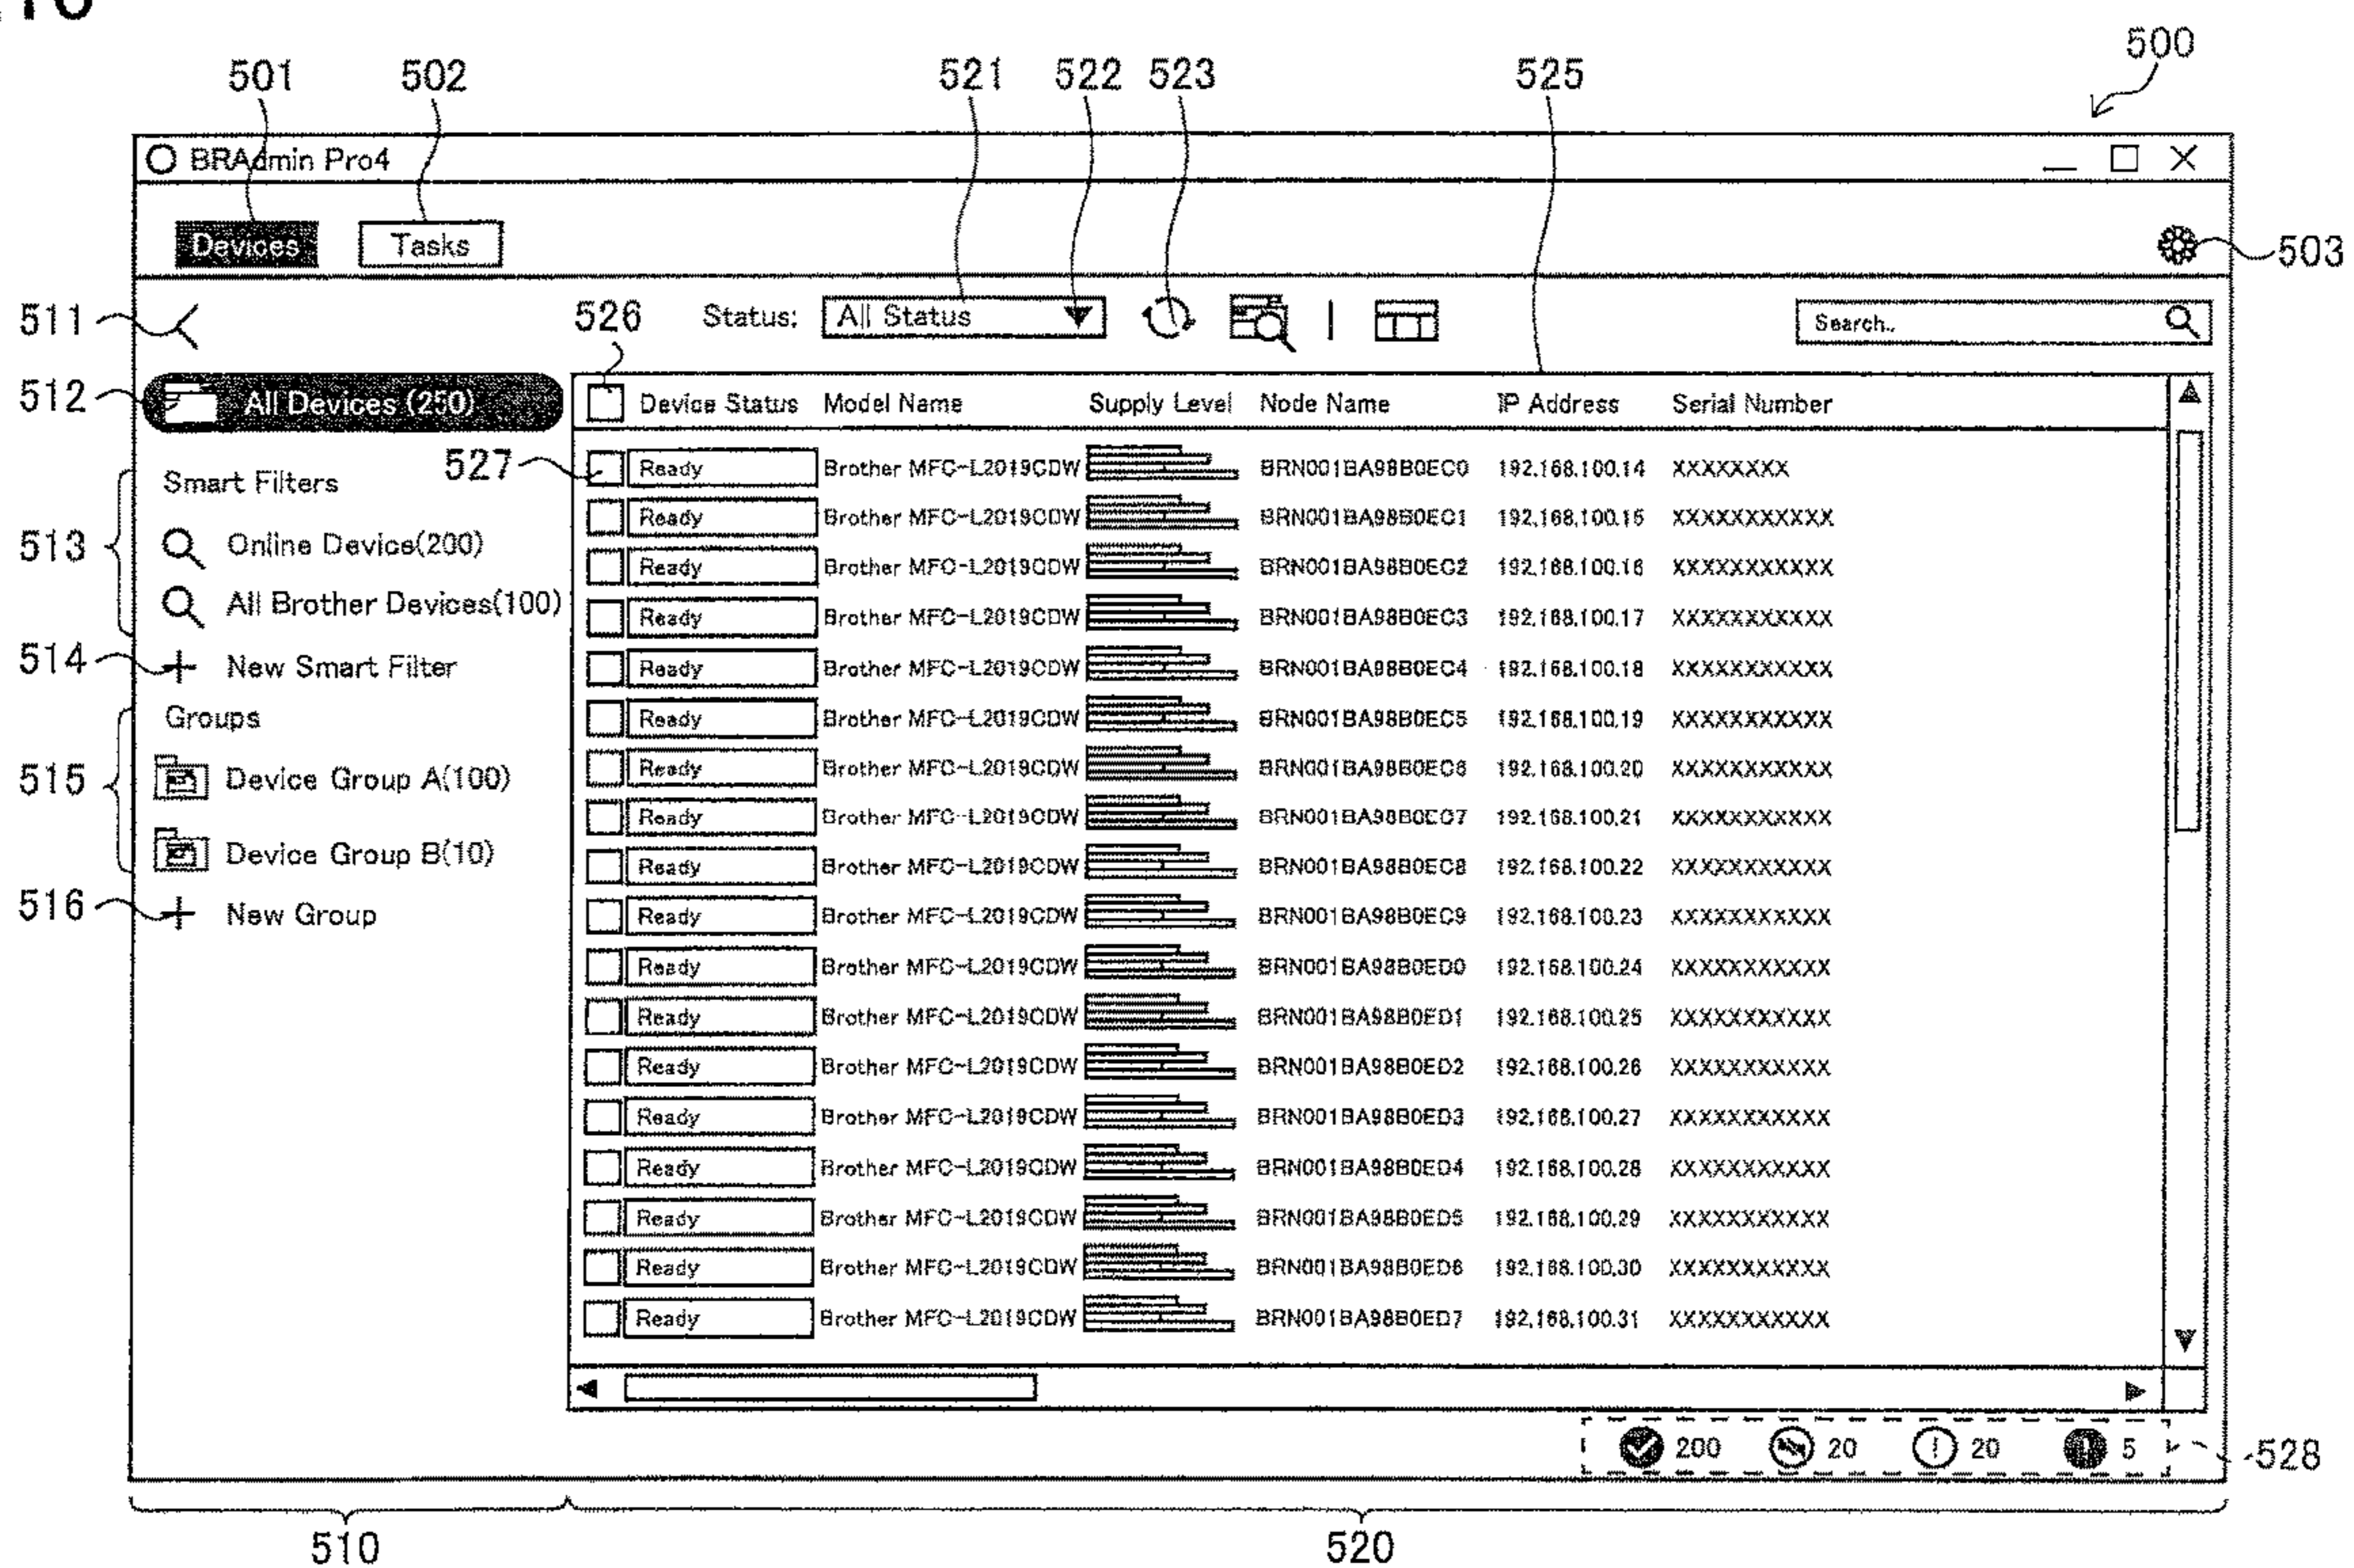 500
501 502 521 522 523 525
BRAdmin Pro4
Devices Tasks 503
511 526 Status: All Status Search..
512 All Devices (250) Device Status Model Name Supply Level Node Name IP Address Serial Number
527 Ready Brother MFC-L2019CDW BRN001BA98B0EC0 192.168.100.14 XXXXXXXX
Smart Filters
Ready Brother MFC-L2019CDW BRN001BA98B0EC1 192.168.100.15 XXXXXXXXXXX
513 Online Device(200)
Ready Brother MFC-L2019CDW BRN001BA98B0EC2 192.168.100.16 XXXXXXXXXXX
All Brother Devices(100)
Ready Brother MFC-L2019CDW BRN001BA98B0EC3 192.168.100.17 XXXXXXXXXXX
514 New Smart Filter
Ready Brother MFC-L2019CDW BRN001BA98B0EC4 192.168.100.18 XXXXXXXXXXX
Groups
Ready Brother MFC-L2019CDW BRN001BA98B0EC5 192.168.100.19 XXXXXXXXXXX
515 Device Group A(100)
Ready Brother MFC-L2019CDW BRN001BA98B0EC6 192.168.100.20 XXXXXXXXXXX
Ready Brother MFC-L2019CDW BRN001BA98B0EC7 192.168.100.21 XXXXXXXXXXX
Device Group B(10)
Ready Brother MFC-L2019CDW BRN001BA98B0EC8 192.168.100.22 XXXXXXXXXXX
516 New Group
Ready Brother MFC-L2019CDW BRN001BA98B0EC9 192.168.100.23 XXXXXXXXXXX
Ready Brother MFC-L2019CDW BRN001BA98B0ED0 192.168.100.24 XXXXXXXXXXX
Ready Brother MFC-L2019CDW BRN001BA98B0ED1 192.168.100.25 XXXXXXXXXXX
Ready Brother MFC-L2019CDW BRN001BA98B0ED2 192.168.100.26 XXXXXXXXXXX
Ready Brother MFC-L2019CDW BRN001BA98B0ED3 192.168.100.27 XXXXXXXXXXX
Ready Brother MFC-L2019CDW BRN001BA98B0ED4 192.168.100.28 XXXXXXXXXXX
Ready Brother MFC-L2019CDW BRN001BA98B0ED5 192.168.100.29 XXXXXXXXXXX
Ready Brother MFC-L2019CDW BRN001BA98B0ED6 192.168.100.30 XXXXXXXXXXX
Ready Brother MFC-L2019CDW BRN001BA98B0ED7 192.168.100.31 XXXXXXXXXXX
200 20 20 5 528
510 520